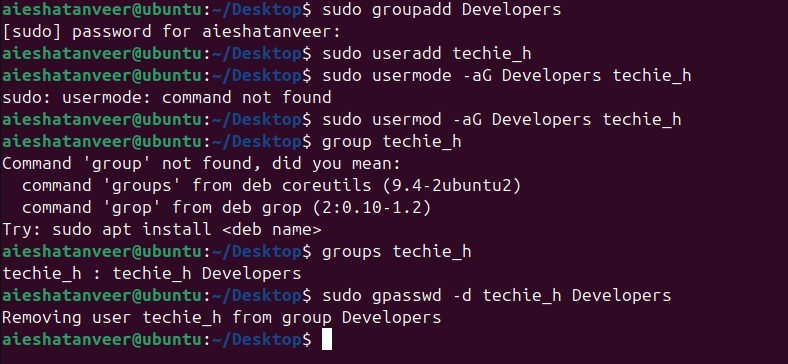 aieshatanveer@ubuntu:~/Desktop$ sudo groupadd Developers
[sudo] password for aieshatanveer:
aieshatanveer@ubuntu:~/Desktop$ sudo useradd techie_h
aieshatanveer@ubuntu:~/Desktop$ sudo usermode -aG Developers techie_h
sudo: usermode: command not found
aieshatanveer@ubuntu:~/Desktop$ sudo usermod -aG Developers techie_h
aieshatanveer@ubuntu:~/Desktop$ group techie_h
Command 'group' not found, did you mean:
  command 'groups' from deb coreutils (9.4-2ubuntu2)
  command 'grop' from deb grop (2:0.10-1.2)
Try: sudo apt install <deb name>
aieshatanveer@ubuntu:~/Desktop$ groups techie_h
techie_h : techie_h Developers
aieshatanveer@ubuntu:~/Desktop$ sudo gpasswd -d techie_h Developers
Removing user techie_h from group Developers
aieshatanveer@ubuntu:~/Desktop$